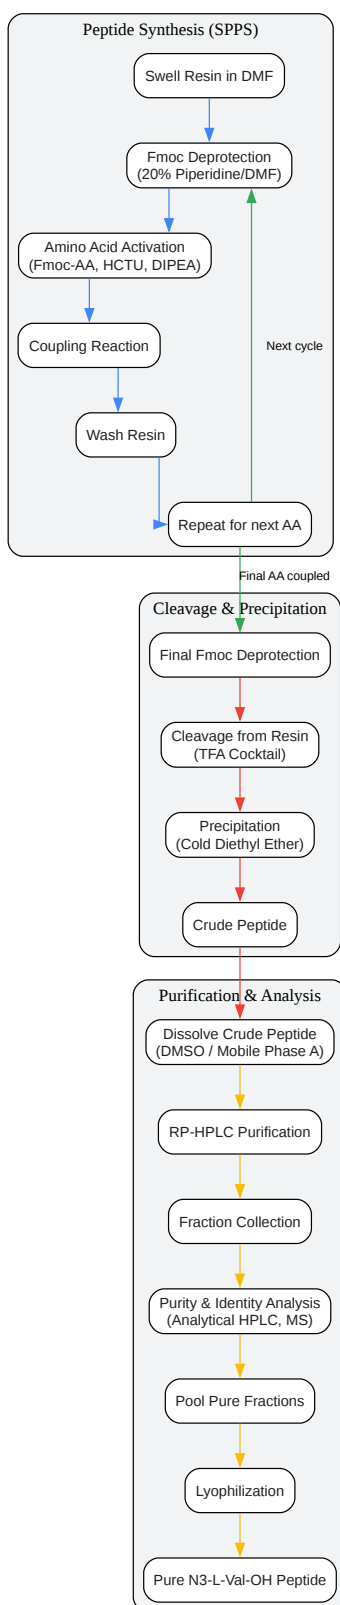 Peptide Synthesis (SPPS)
Swell Resin in DMF
Fmoc Deprotection
(20% Piperidine/DMF)
Amino Acid Activation
(Fmoc-AA, HCTU, DIPEA)
Coupling Reaction
Next cycle
Wash Resin
Repeat for next AA
Final AA coupled
Cleavage & Precipitation
Final Fmoc Deprotection
Cleavage from Resin
(TFA Cocktail)
Precipitation
(Cold Diethyl Ether)
Crude Peptide
Purification & Analysis
Dissolve Crude Peptide
(DMSO / Mobile Phase A)
RP-HPLC Purification
Fraction Collection
Purity & Identity Analysis
(Analytical HPLC, MS)
Pool Pure Fractions
Lyophilization
Pure N3-L-Val-OH Peptide